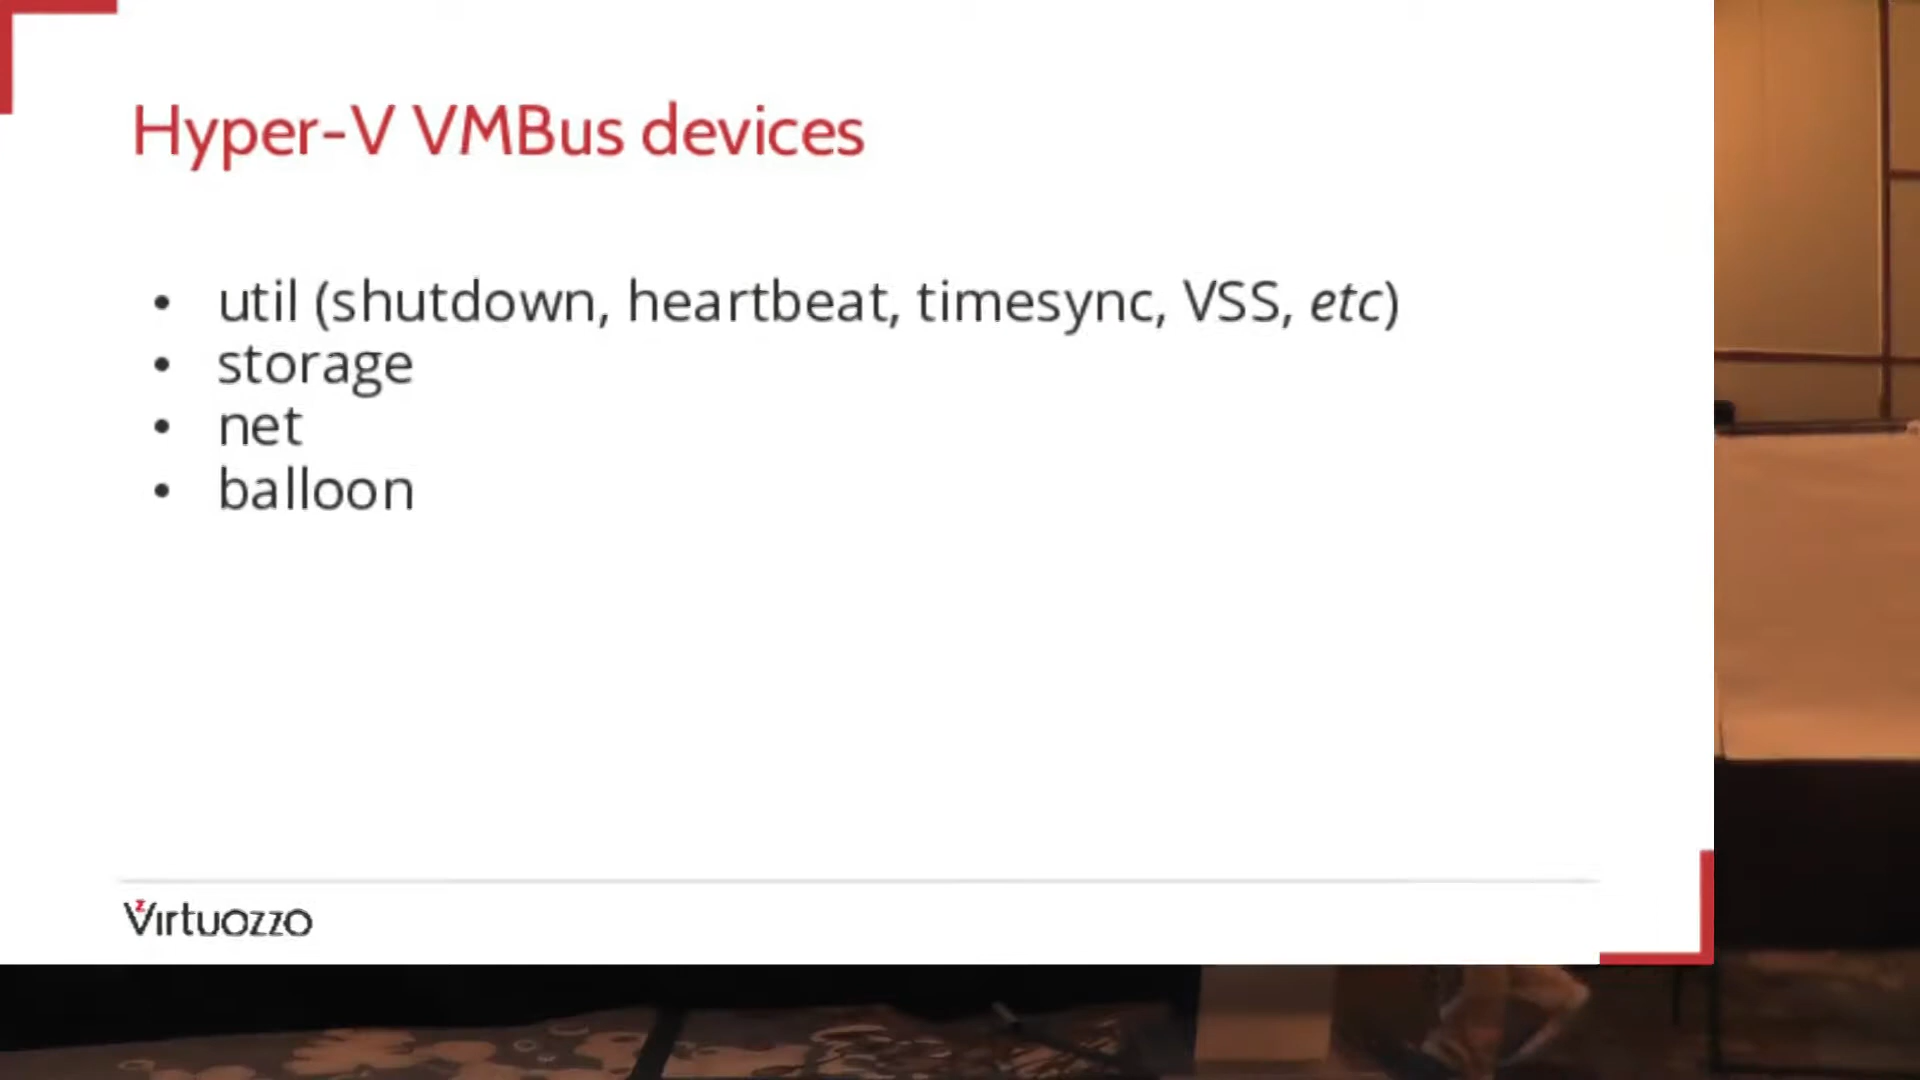 Hyper-V VMBus devices
• util (shutdown, heartbeat, timesync, VSS, etc)
• storage
• net
• balloon
Virtuozzo